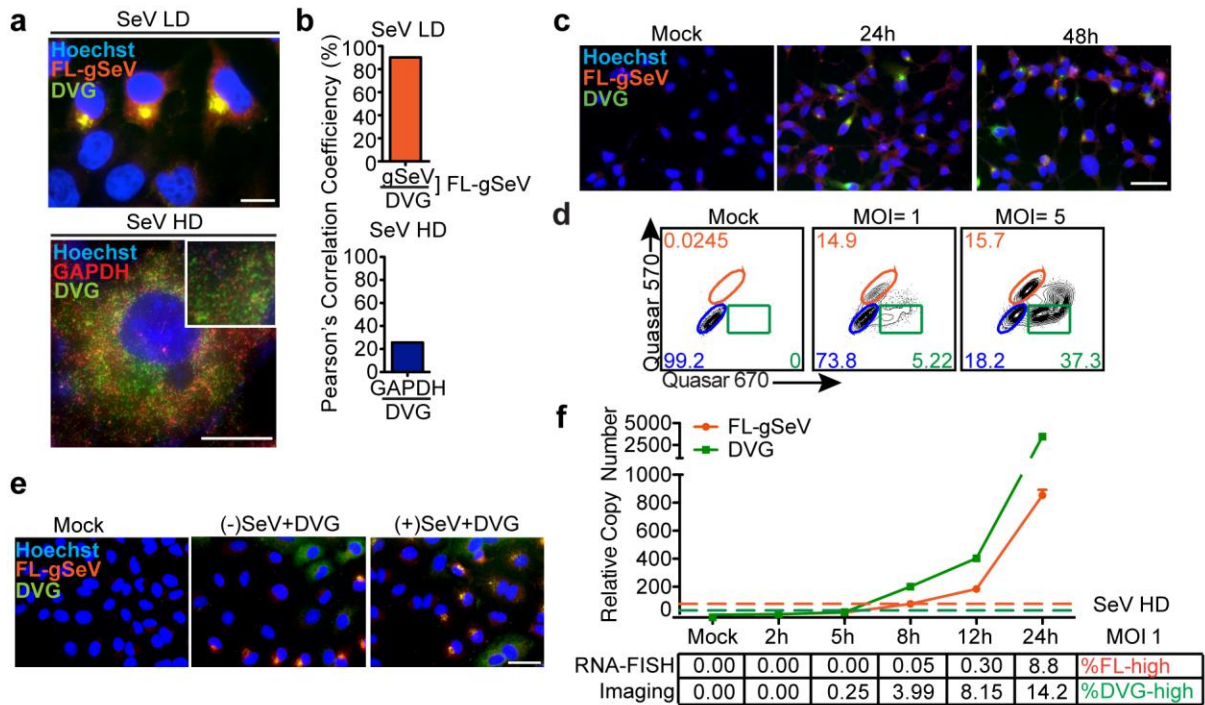 a
SeV LD
Hoechst
FL-gSeV
DVG
SeV HD
Hoechst
GAPDH
DVG
b
Pearson's Correlation Coefficiency (%)
SeV LD
100
80
60
40
20
0
gSeV
DVG
] FL-gSeV
SeV HD
100
80
60
40
20
0
GAPDH
DVG
c
Mock 24h 48h
Hoechst
FL-gSeV
DVG
d
Mock MOI= 1 MOI= 5
Quasar 570
0.0245 14.9 15.7
99.2 0 73.8 5.22 18.2 37.3
Quasar 670
e
Mock (-)SeV+DVG (+)SeV+DVG
Hoechst
FL-gSeV
DVG
f
Relative Copy Number
5000
2500
1000
800
600
400
200
0
FL-gSeV
DVG
SeV HD
Mock 2h 5h 8h 12h 24h MOI 1
RNA-FISH 0.00 0.00 0.00 0.05 0.30 8.8 %FL-high
Imaging 0.00 0.00 0.25 3.99 8.15 14.2 %DVG-high